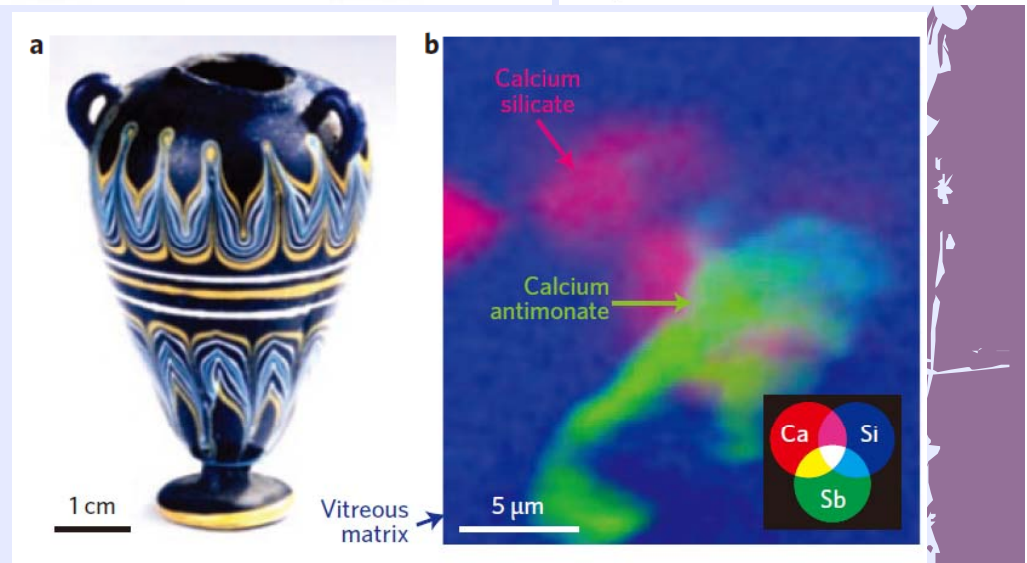 a
b
Calcium
silicate
Calcium
antimonate
Ca
Si
Sb
1 cm
Vitreous
matrix
5 µm